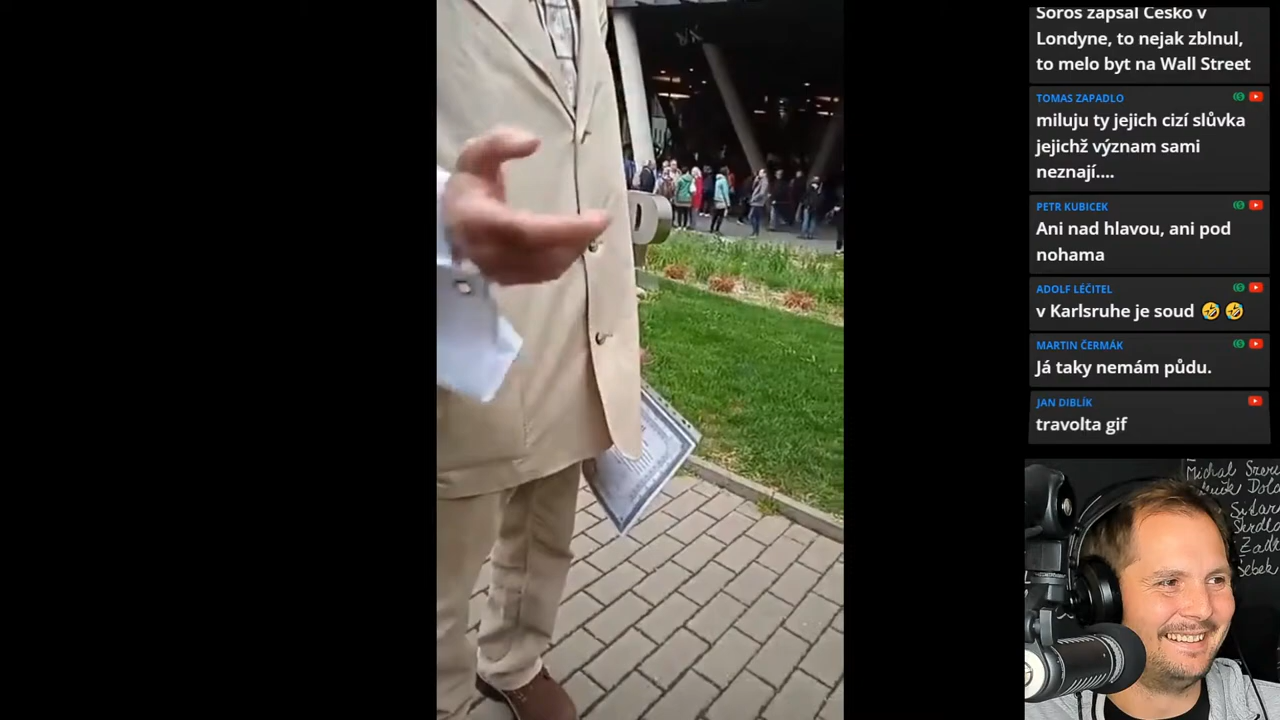 Soros zapsal Česko v
Londyne, to nejak zblnul,
to melo byt na Wall Street
TOMAS ZAPADLO
miluju ty jejich cizí slůvka
jejichž význam sami
neznají....
PETR KUBICEK
Ani nad hlavou, ani pod
nohama
ADOLF LÉČITEL
v Karlsruhe je soud 🤣 🤣
MARTIN ČERMÁK
Já taky nemám půdu.
JAN DIBLÍK
travolta gif
Michal